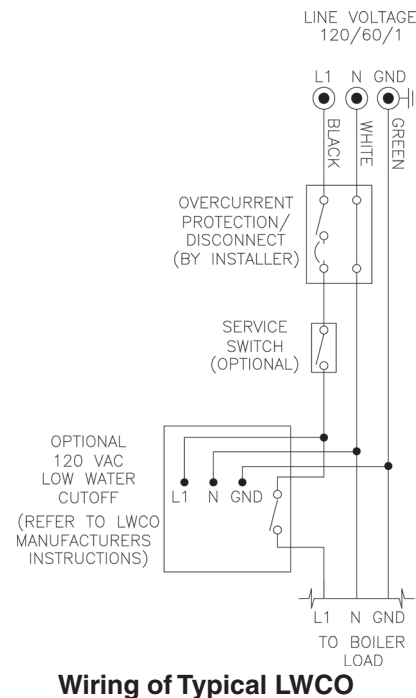 LINE VOLTAGE
120/60/1
L1 N GND
BLACK
WHITE
GREEN
OVERCURRENT
PROTECTION/
DISCONNECT
(BY INSTALLER)
SERVICE
SWITCH
(OPTIONAL)
OPTIONAL
120 VAC
LOW WATER
CUTOFF
(REFER TO LWCO
MANUFACTURERS
INSTRUCTIONS)
L1 N GND
L1 N GND
TO BOILER
LOAD
Wiring of Typical LWCO